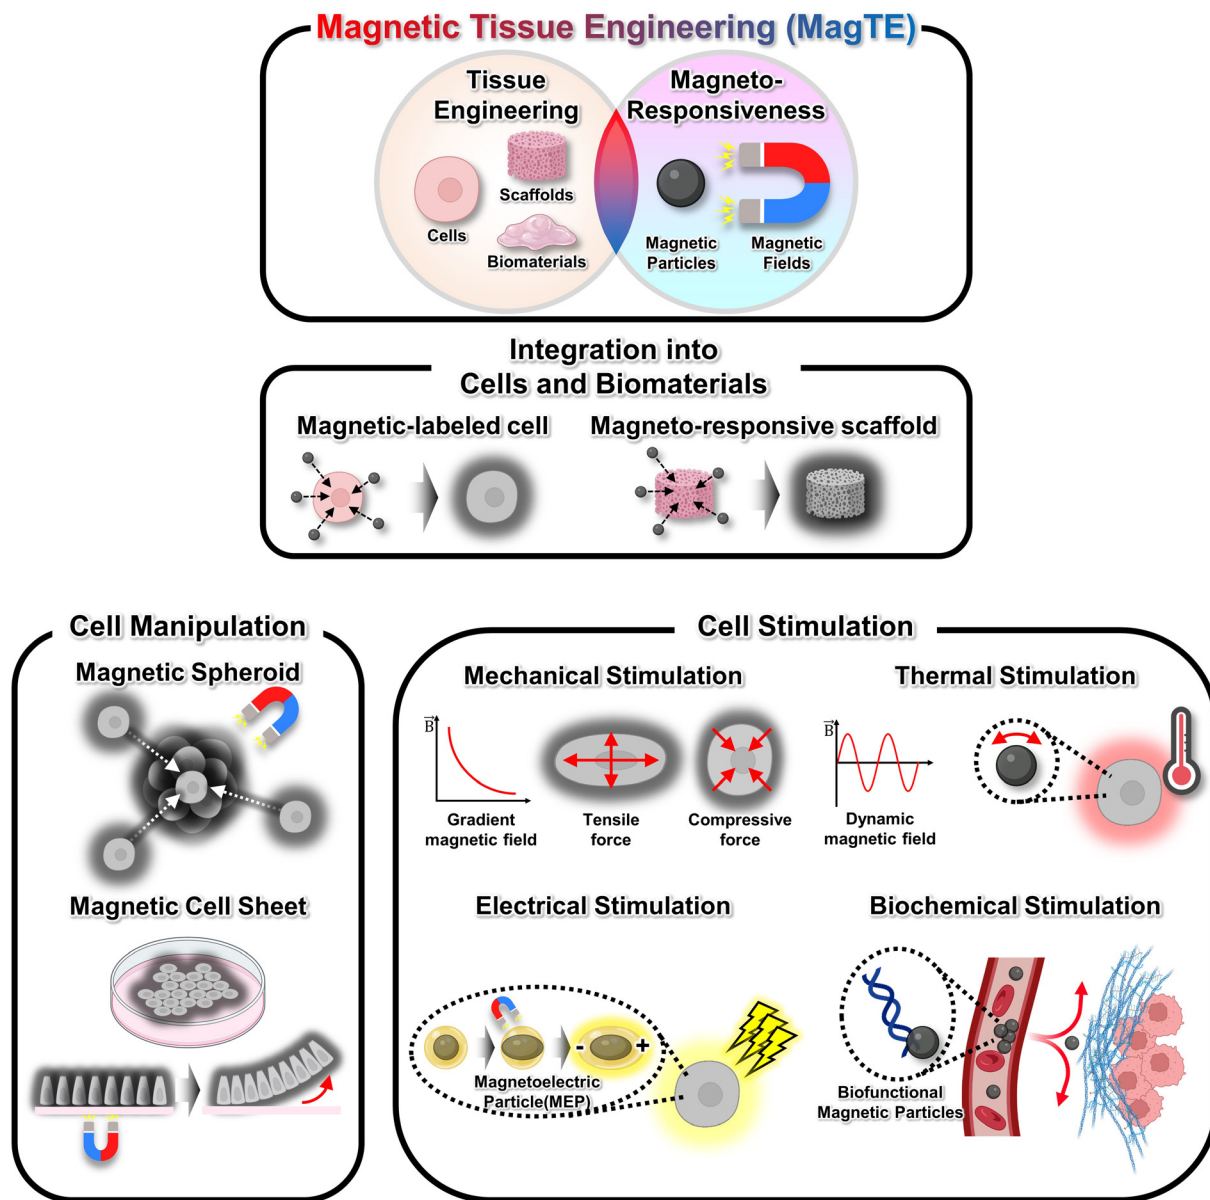 Magnetic Tissue Engineering (MagTE)
Tissue
Engineering
Cells
Scaffolds
Biomaterials
Magneto-
Responsiveness
Magnetic
Particles
Magnetic
Fields
Integration into
Cells and Biomaterials
Magnetic-labeled cell
Magneto-responsive scaffold
Cell Manipulation
Magnetic Spheroid
Magnetic Cell Sheet
Cell Stimulation
Mechanical Stimulation
B⃗
Gradient
magnetic field
Tensile
force
Compressive
force
Thermal Stimulation
B⃗
Dynamic
magnetic field
Electrical Stimulation
- +
Magnetoelectric
Particle(MEP)
Biochemical Stimulation
Biofunctional
Magnetic Particles